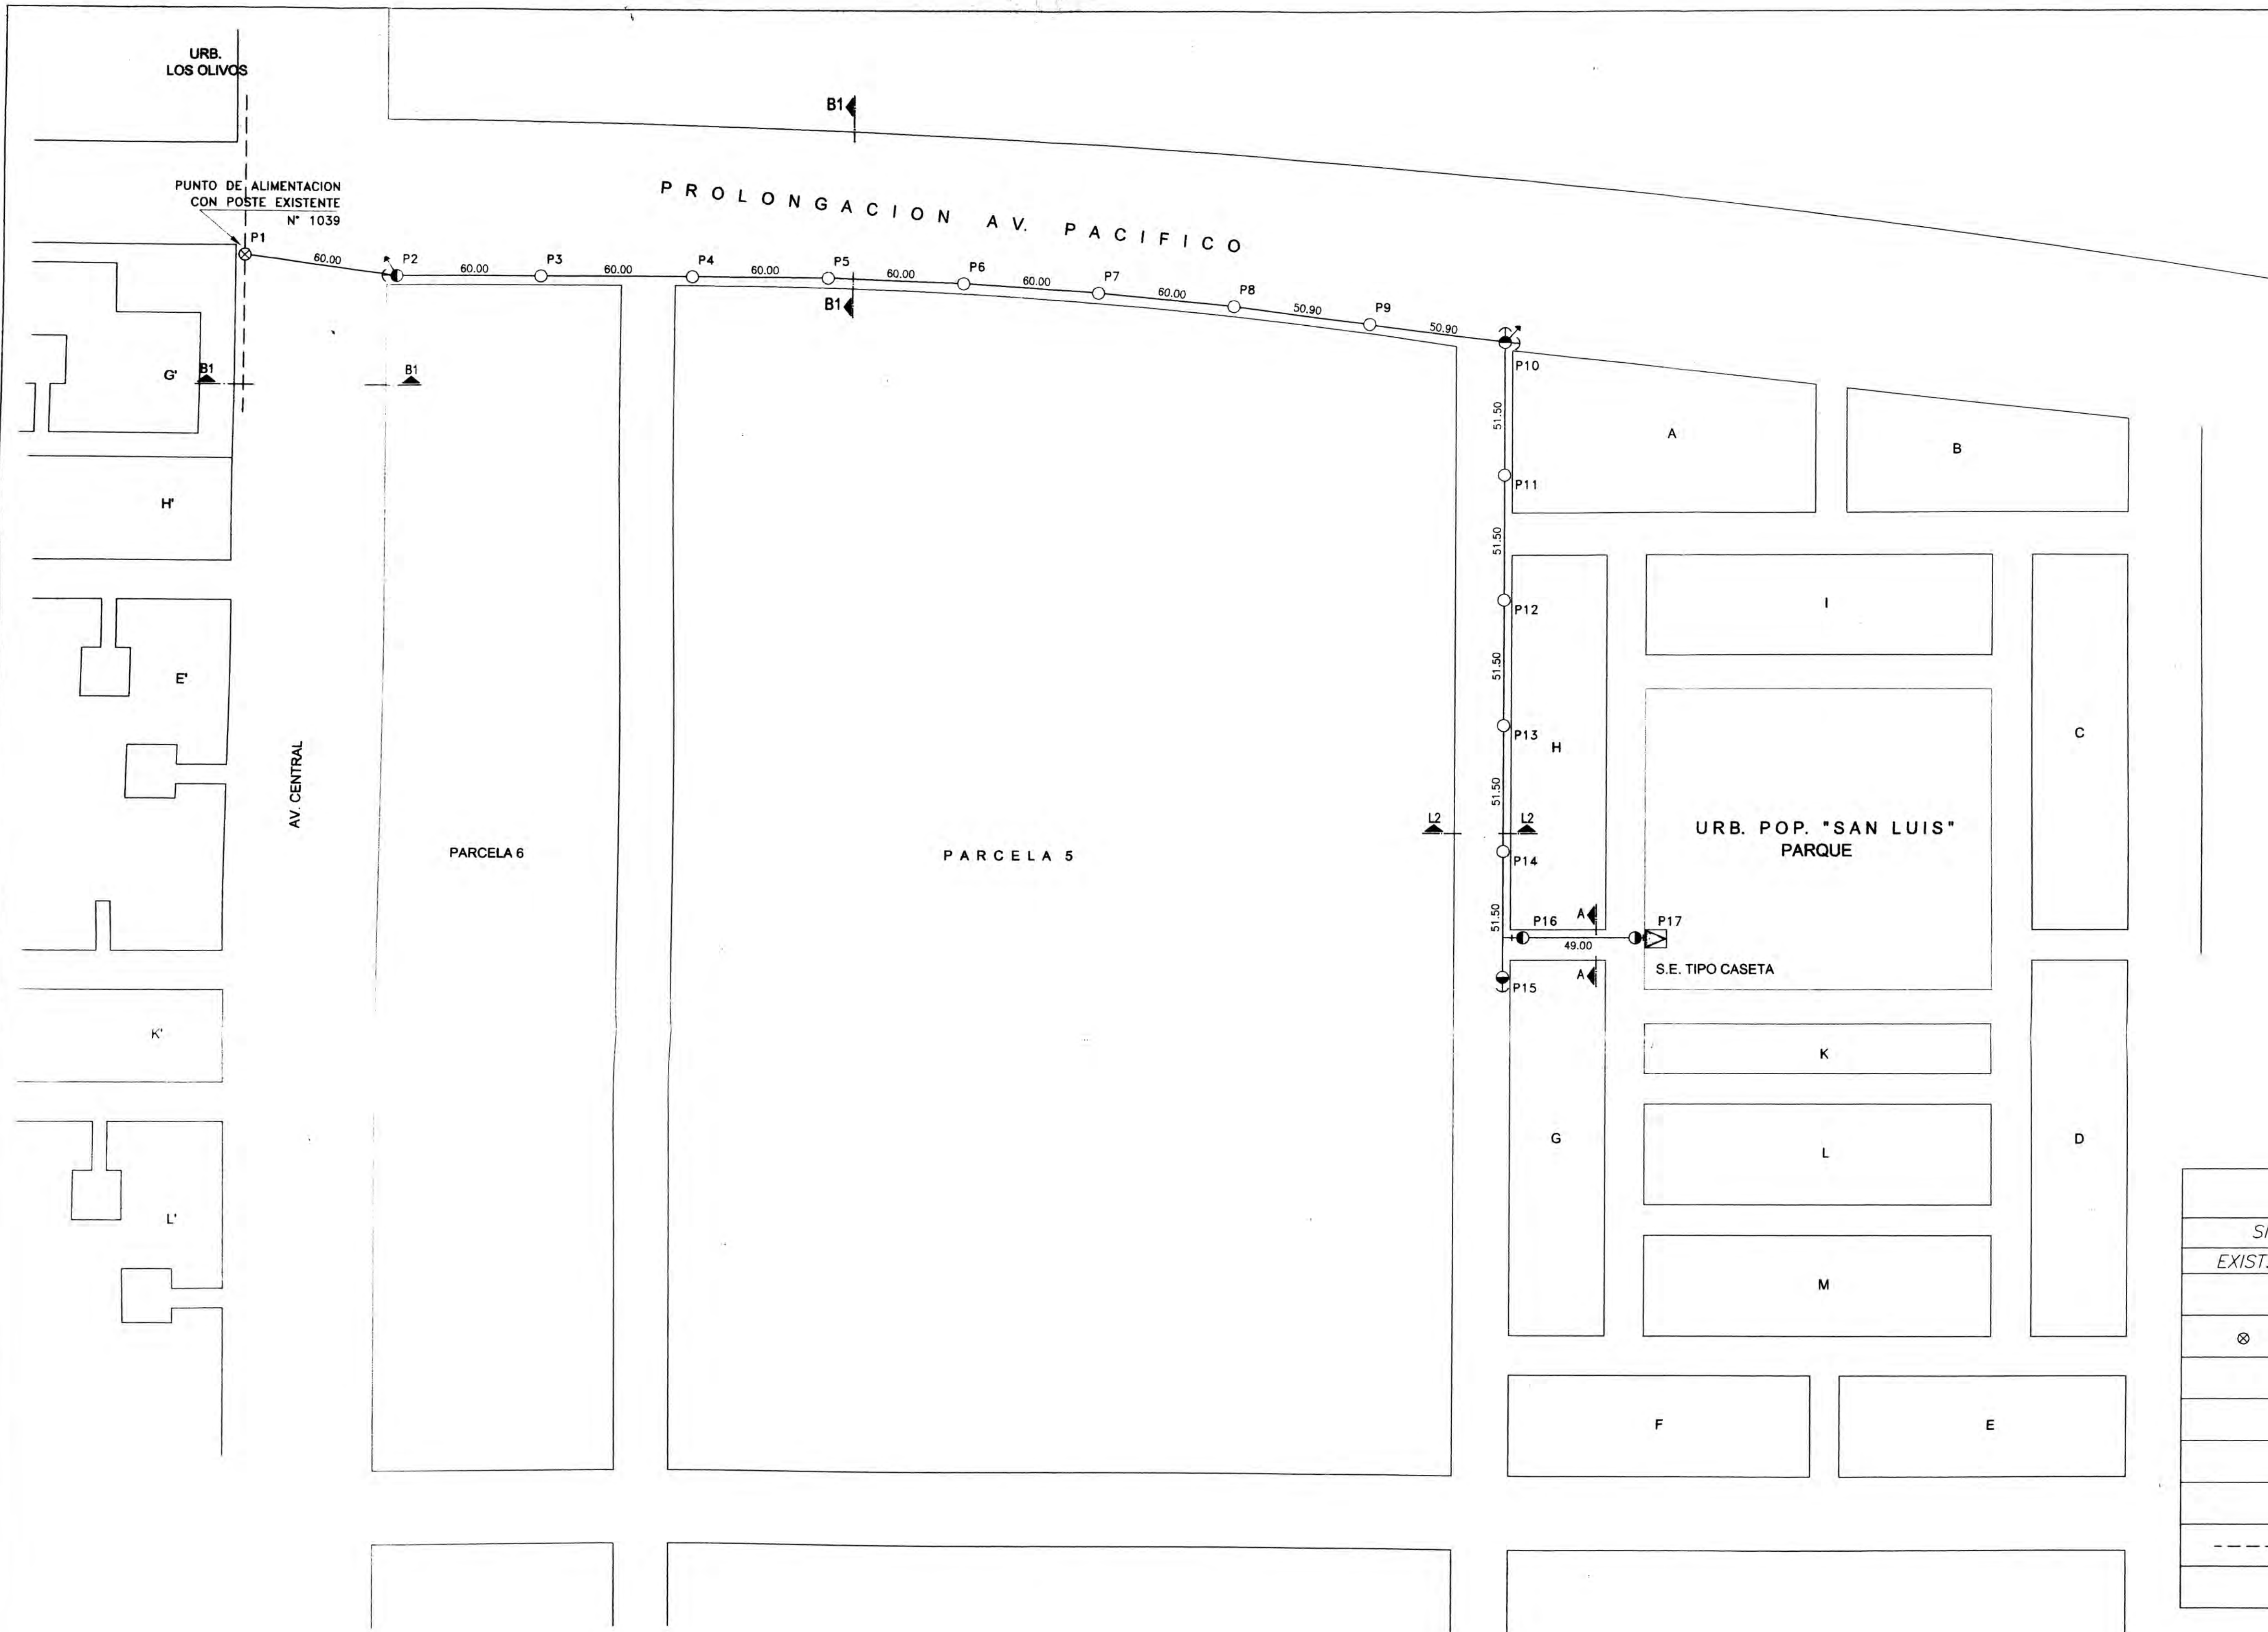 URB.
LOS OLIVOS
B1
PUNTO DE ALIMENTACION
CON POSTE EXISTENTE
N° 1039
PROLONGACION AV. PACIFICO
P1
60.00
P2
60.00
P3
60.00
P4
60.00
P5
60.00
P6
60.00
P7
60.00
P8
50.90
P9
50.90
P10
B1
G'
B1
B1
51.50
A
B
P11
H'
51.50
P12
I
51.50
E'
P13
H
C
AV. CENTRAL
51.50
L2
L2
URB. POP. "SAN LUIS"
PARQUE
PARCELA 6
PARCELA 5
P14
51.50
P16
A
P17
49.00
A
S.E. TIPO CASETA
P15
K'
K
G
L
D
L'
M
F
E
EXIST.